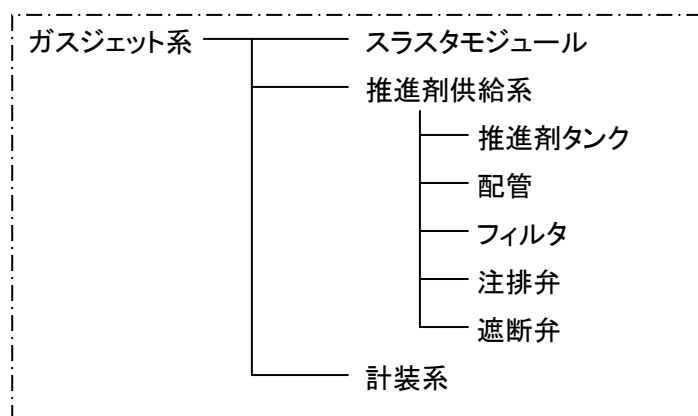 ガスジェット系
スラスタモジュール
推進剤供給系
推進剤タンク
配管
フィルタ
注排弁
遮断弁
計装系